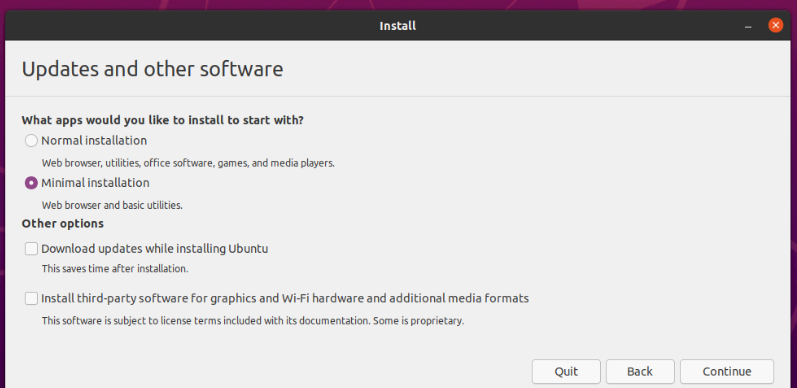 Install
Updates and other software
What apps would you like to install to start with?
Normal installation
Web browser, utilities, office software, games, and media players.
Minimal installation
Web browser and basic utilities.
Other options
Download updates while installing Ubuntu
This saves time after installation.
Install third-party software for graphics and Wi-Fi hardware and additional media formats
This software is subject to license terms included with its documentation. Some is proprietary.
Quit Back Continue